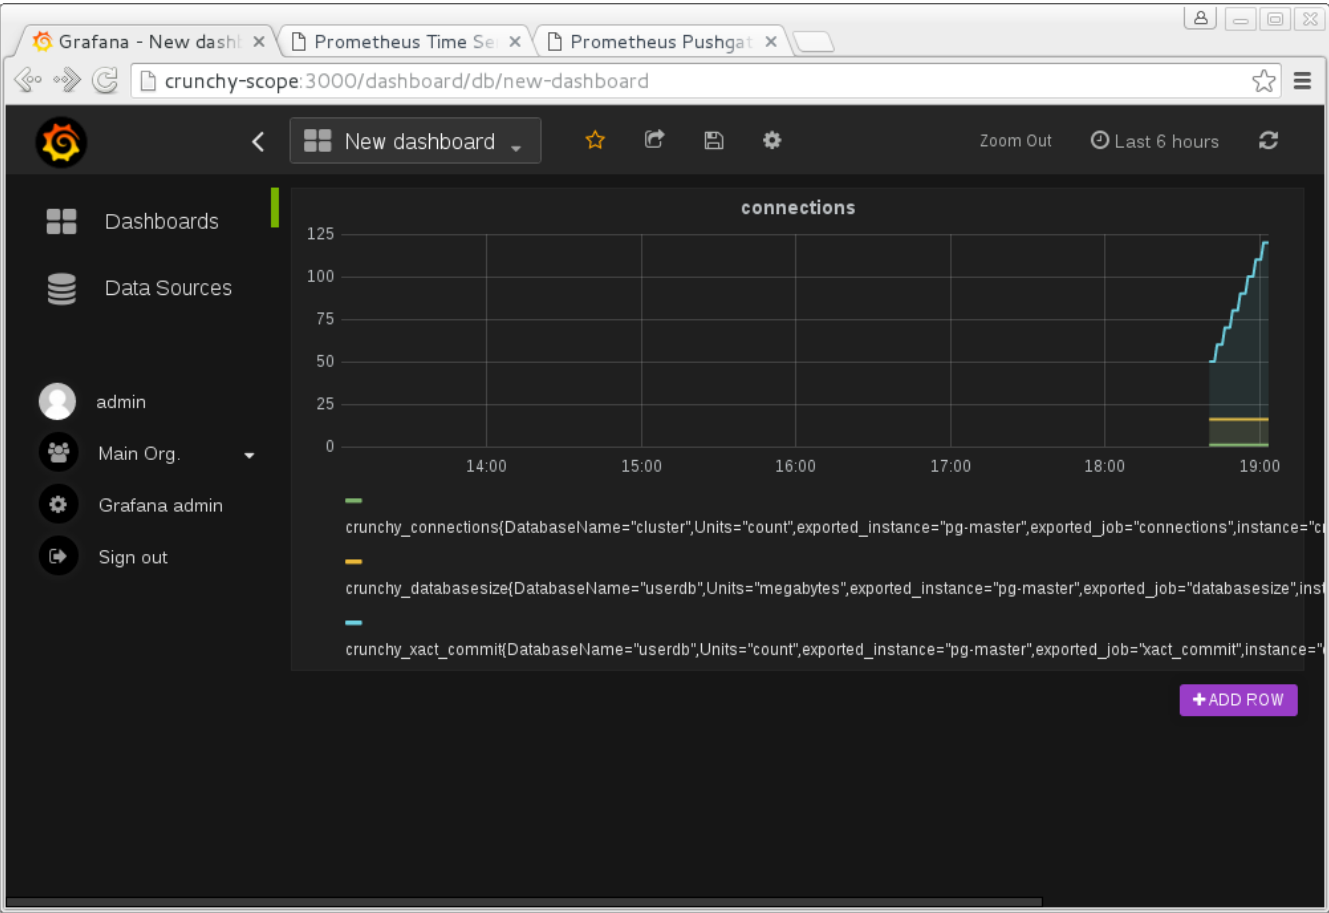 Grafana - New dash
Prometheus Time Se
Prometheus Pushgat
crunchy-scope:3000/dashboard/db/new-dashboard
New dashboard
Zoom Out
Last 6 hours
Dashboards
Data Sources
admin
Main Org.
Grafana admin
Sign out
connections
125
100
75
50
25
0
14:00
15:00
16:00
17:00
18:00
19:00
crunchy_connections{DatabaseName="cluster",Units="count",exported_instance="pg-master",exported_job="connections",instance="cr
crunchy_databasesize{DatabaseName="userdb",Units="megabytes",exported_instance="pg-master",exported_job="databasesize",inst
crunchy_xact_commit{DatabaseName="userdb",Units="count",exported_instance="pg-master",exported_job="xact_commit",instance="
+ADD ROW